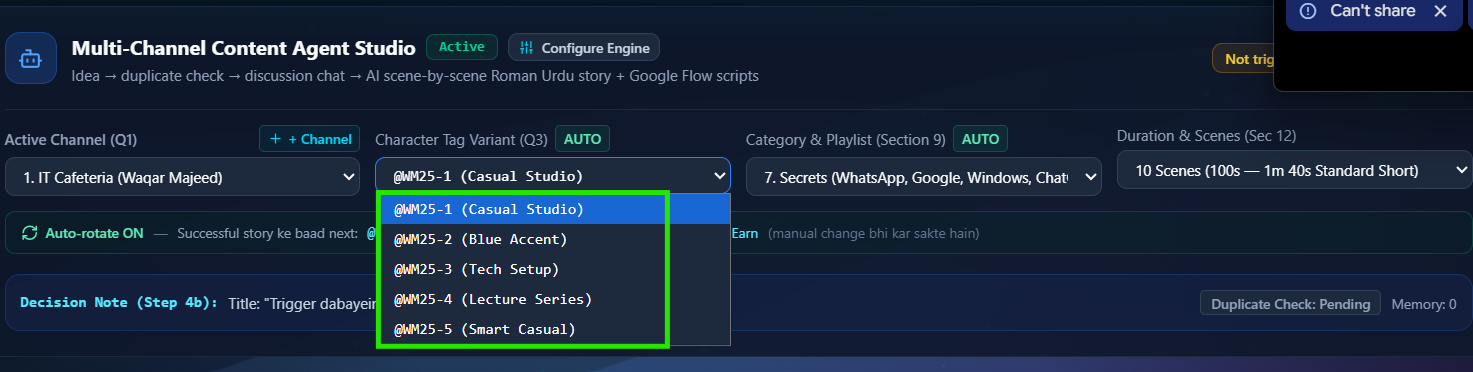 Can't share
Multi-Channel Content Agent Studio Active Configure Engine
Idea → duplicate check → discussion chat → AI scene-by-scene Roman Urdu story + Google Flow scripts
Not trig
Active Channel (Q1) + + Channel
1. IT Cafeteria (Waqar Majeed)
Character Tag Variant (Q3) AUTO
@WM25-1 (Casual Studio)
Category & Playlist (Section 9) AUTO
7. Secrets (WhatsApp, Google, Windows, Chat
Duration & Scenes (Sec 12)
10 Scenes (100s — 1m 40s Standard Short)
@WM25-1 (Casual Studio)
@WM25-2 (Blue Accent)
@WM25-3 (Tech Setup)
@WM25-4 (Lecture Series)
@WM25-5 (Smart Casual)
Auto-rotate ON — Successful story ke baad next: @ Earn (manual change bhi kar sakte hain)
Decision Note (Step 4b): Title: "Trigger dabayein
Duplicate Check: Pending Memory: 0